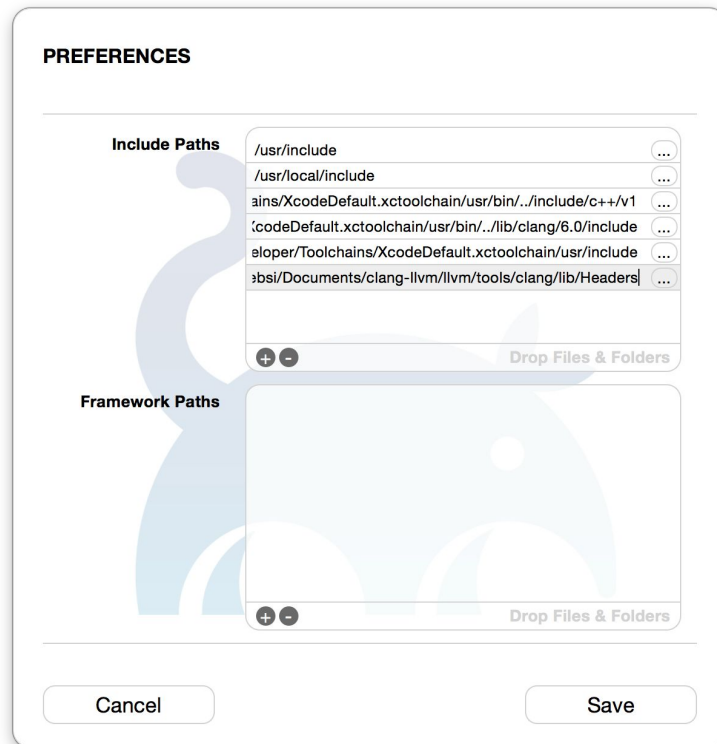 PREFERENCES
Include Paths
/usr/include
...
/usr/local/include
...
ains/XcodeDefault.xctoolchain/usr/bin/../include/c++/v1
...
XcodeDefault.xctoolchain/usr/bin/../lib/clang/6.0/include
...
eloper/Toolchains/XcodeDefault.xctoolchain/usr/include
...
ebsi/Documents/clang-llvm/llvm/tools/clang/lib/Headers
...
+ - Drop Files & Folders
Framework Paths
+ - Drop Files & Folders
Cancel
Save